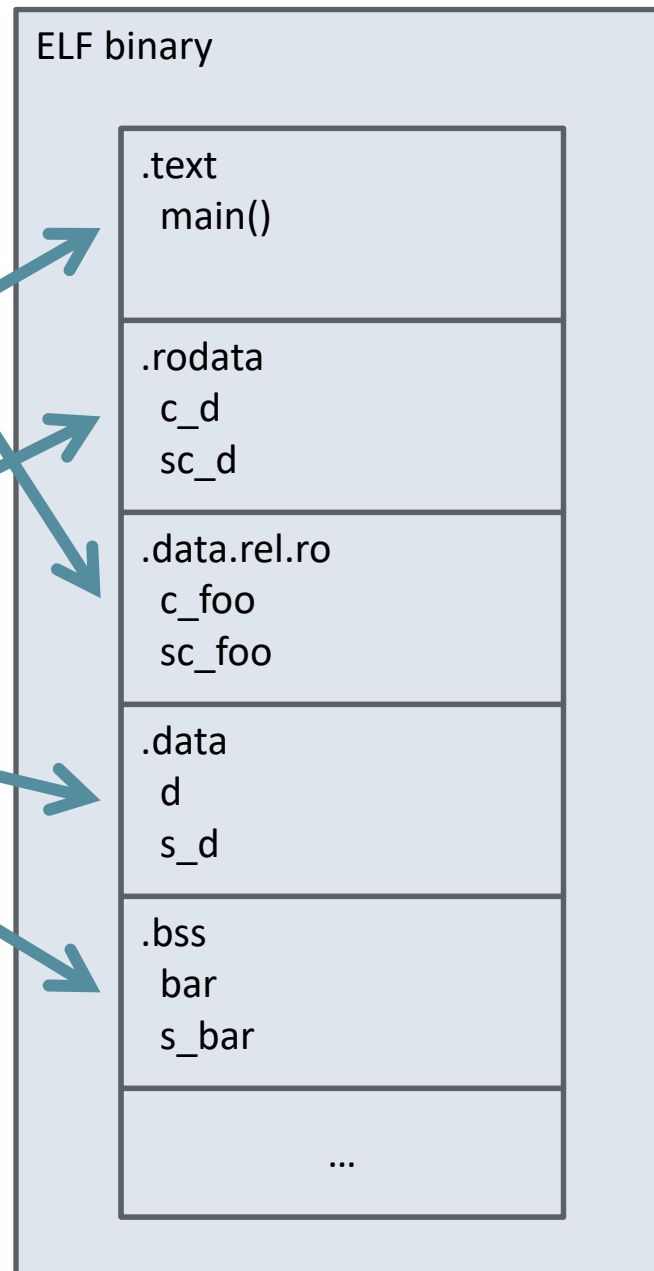 ELF binary
.text
main()
.rodata
c_d
sc_d
.data.rel.ro
c_foo
sc_foo
.data
d
s_d
.bss
bar
s_bar
...